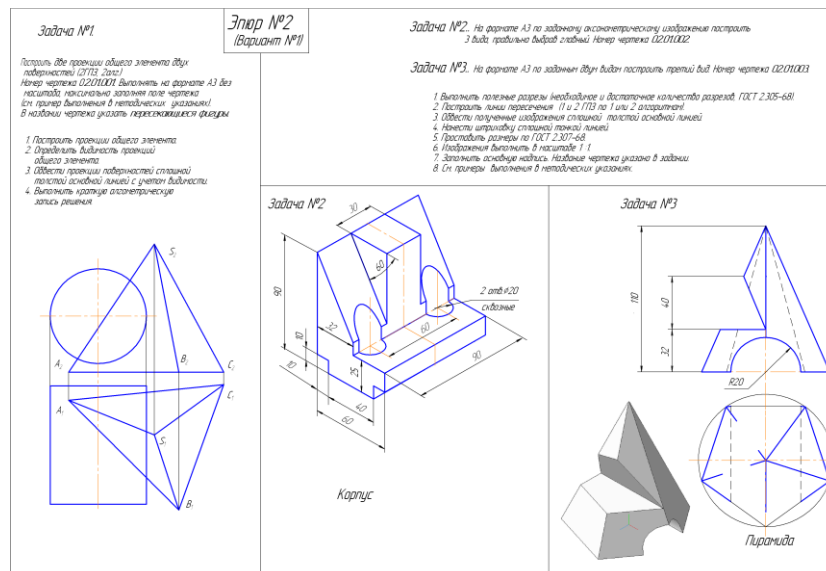 Задача №1.
Эпюр №2
(Вариант №1)
Построить две проекции общего элемента двух
поверхностей (2ГПЗ, 2алг.)
Номер чертежа 02.01.001. Выполнять на формате А3 без
масштаба, максимально заполняя поле чертежа
(см. пример выполнения в методических указаниях).
В названии чертежа указать пересекающиеся фигуры.
1. Построить проекции общего элемента.
2. Определить видимость проекций
общего элемента
3. Обвести проекции поверхностей сплошной
толстой основной линией с учетом видимости.
4. Выполнить краткую алгометрическую
запись решения.
Задача №2.. На формате А3 по заданному аксонометрическому изображению построить
3 вида, правильно выбрав главный. Номер чертежа 02.01.002.
Задача №3.. На формате А3 по заданным двум видам построить третий вид. Номер чертежа 02.01.003.
1. Выполнить полезные разрезы (необходимое и достаточное количество разрезов, ГОСТ 2.305-68).
2. Построить линии пересечения (1 и 2 ГПЗ по 1 или 2 алгоритмам).
3. Обвести полученные изображения сплошной толстой основной линией.
4. Нанести штриховку сплошной тонкой линией.
5. Проставить размеры по ГОСТ 2.307-68.
6. Изображения выполнить в масштабе 1:1.
7. Заполнить основную надпись. Название чертежа указано в задании.
8. См. примеры выполнения в методических указаниях.
S₂
A₂
B₂
C₂
C₁
A₁
S₁
B₁
Задача №2
30
60
90
2 отв.⌀20
сквозные
32
60
10
90
25
10
40
60
Корпус
Задача №3
110
40
32
R20
Пирамида